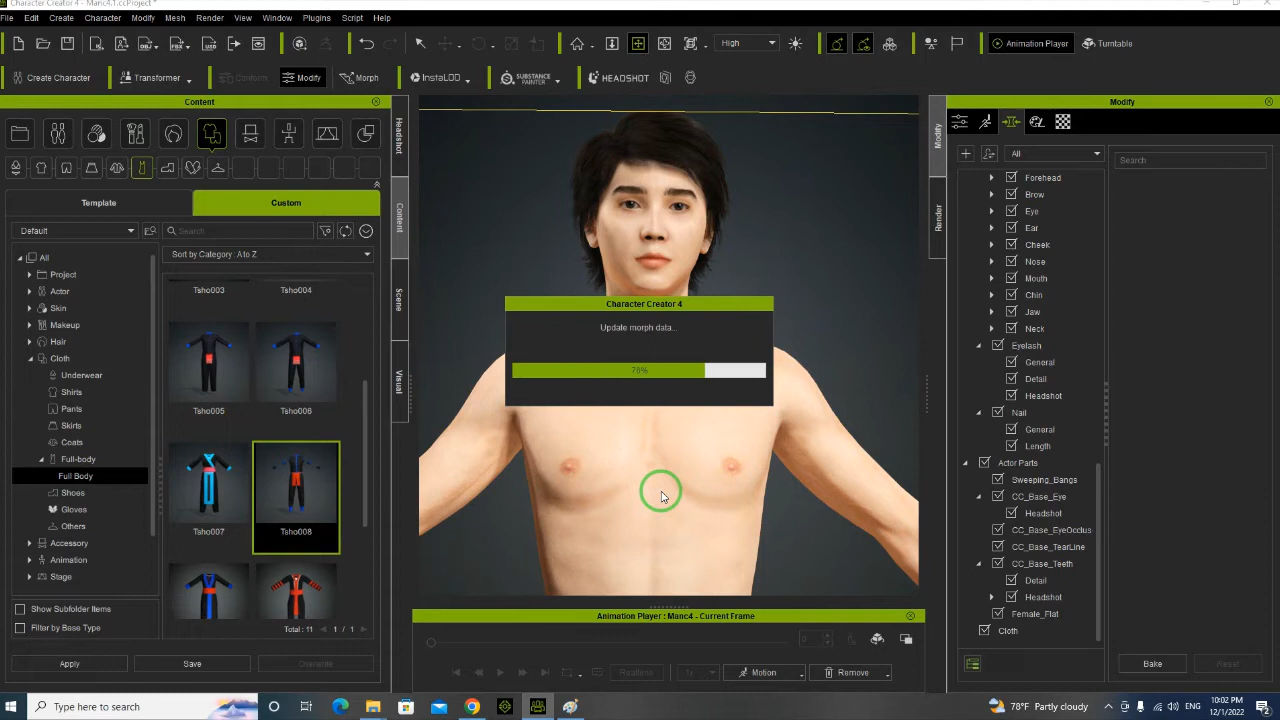 Character Creator 4 - Manc4.1.ccProject *
File Edit Create Character Modify Mesh Render View Window Plugins Script Help
High Animation Player Turntable
Create Character Transformer Conform Modify Morph InstaLOD SUBSTANCE PAINTER HEADSHOT
Content
Headshot
Content
Scene
Visual
Template Custom
Default Search
Sort by Category : A to Z
All
Project
Actor
Skin
Makeup
Hair
Cloth
Underwear
Shirts
Pants
Skirts
Coats
Full-body
Full Body
Shoes
Gloves
Others
Accessory
Animation
Stage
Tsho003 Tsho004
Tsho005 Tsho006
Tsho007 Tsho008
Show Subfolder Items
Filter by Base Type
Total : 11 1 / 1
Apply Save Overwrite
Character Creator 4
Update morph data...
Animation Player : Manc4 - Current Frame
0
Realtime 1x Motion Remove
Modify
Render
Modify
All Search
Forehead
Brow
Eye
Ear
Cheek
Nose
Mouth
Chin
Jaw
Neck
Eyelash
General
Detail
Headshot
Nail
General
Length
Actor Parts
Sweeping_Bangs
CC_Base_Eye
Headshot
CC_Base_EyeOcclus
CC_Base_TearLine
CC_Base_Teeth
Detail
Headshot
Female_Flat
Cloth
Bake Reset
Type here to search
78°F Partly cloudy ENG 10:02 PM
12/1/2022